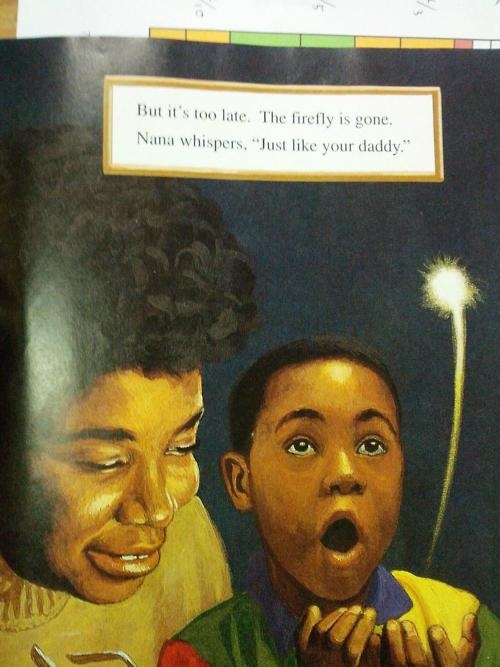 But it's too late. The firefly is gone.
Nana whispers, "Just like your daddy."